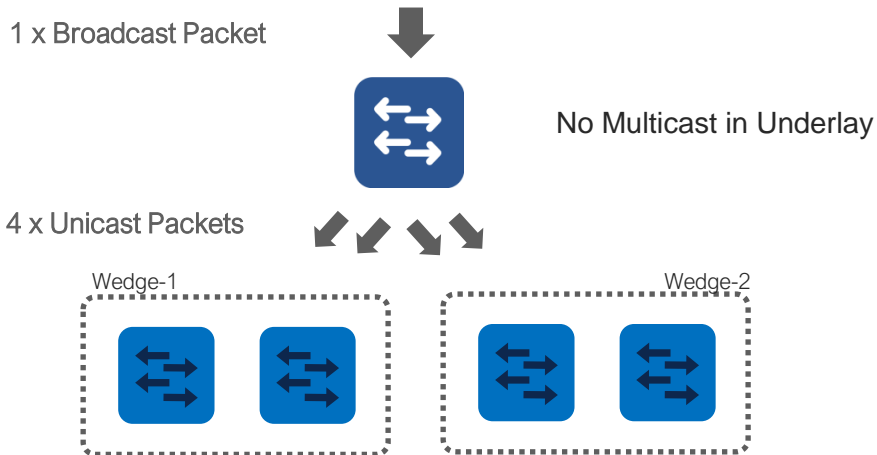 1 x Broadcast Packet
No Multicast in Underlay
4 x Unicast Packets
Wedge-1
Wedge-2